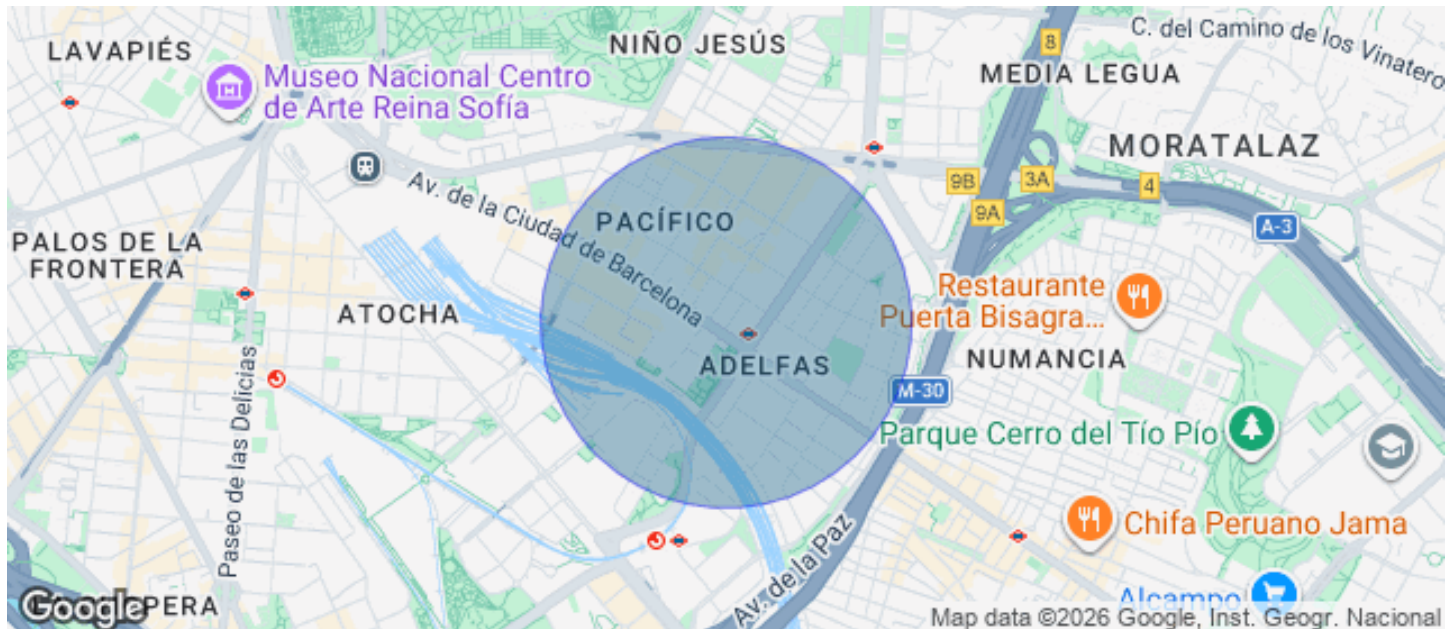 LAVAPIÉS
Museo Nacional Centro
de Arte Reina Sofía
NIÑO JESÚS
8
C. del Camino de los Vinatero
MEDIA LEGUA
MORATALAZ
9B
3A
4
9A
A-3
Av. de la Ciudad de Barcelona
PACÍFICO
PALOS DE LA
FRONTERA
ATOCHA
Restaurante
Puerta Bisagra...
ADELFAS
NUMANCIA
M-30
Paseo de las Delicias
Parque Cerro del Tío Pío
Chifa Peruano Jama
Av. de la Paz
Alcampo
Google
PERA
Map data ©2026 Google, Inst. Geogr. Nacional